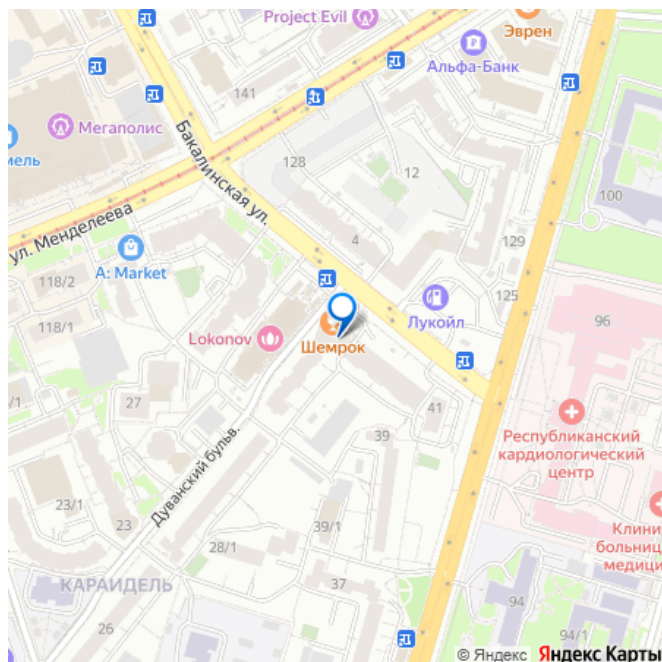 Project Evil
Эврен
Альфа-Банк
141
Мегаполис
мель
Бакалинская ул.
128
12
100
ул. Менделеева
4
129
A: Market
118/2
125
118/1
Лукойл
96
Lokonov
Шемрок
/1
27
41
39
Республиканский
кардиологический
центр
Дуванский бульв.
23/1
23
39/1
Клини
больниц
медици
28/1
КАРАИДЕЛЬ
37
94
26
94/1
© Яндекс Яндекс Карты